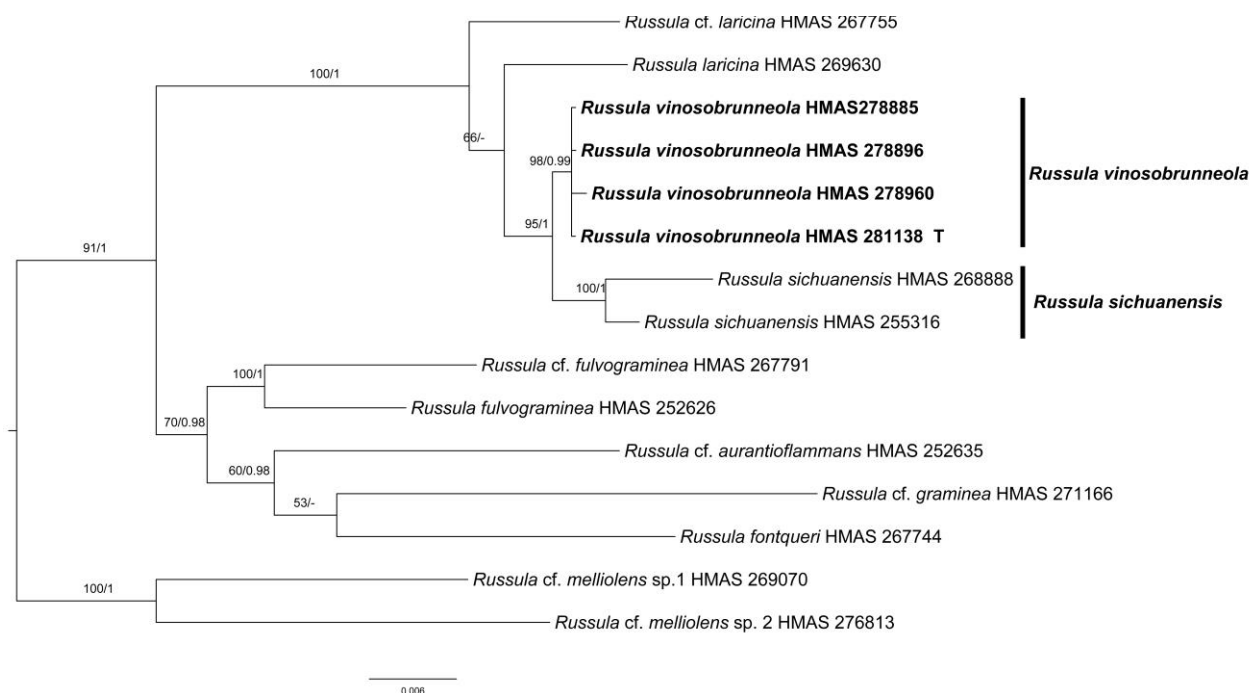 Russula cf. laricina HMAS 267755
Russula laricina HMAS 269630
100/1
Russula vinosobrunneola HMAS278885
66/-
Russula vinosobrunneola HMAS 278896
98/0.99
Russula vinosobrunneola
Russula vinosobrunneola HMAS 278960
95/1
Russula vinosobrunneola HMAS 281138 T
91/1
Russula sichuanensis HMAS 268888
100/1
Russula sichuanensis
Russula sichuanensis HMAS 255316
Russula cf. fulvograminea HMAS 267791
100/1
Russula fulvograminea HMAS 252626
70/0.98
Russula cf. aurantioflammans HMAS 252635
60/0.98
Russula cf. graminea HMAS 271166
53/-
Russula fontqueri HMAS 267744
Russula cf. melliolens sp.1 HMAS 269070
100/1
Russula cf. melliolens sp. 2 HMAS 276813
0.006